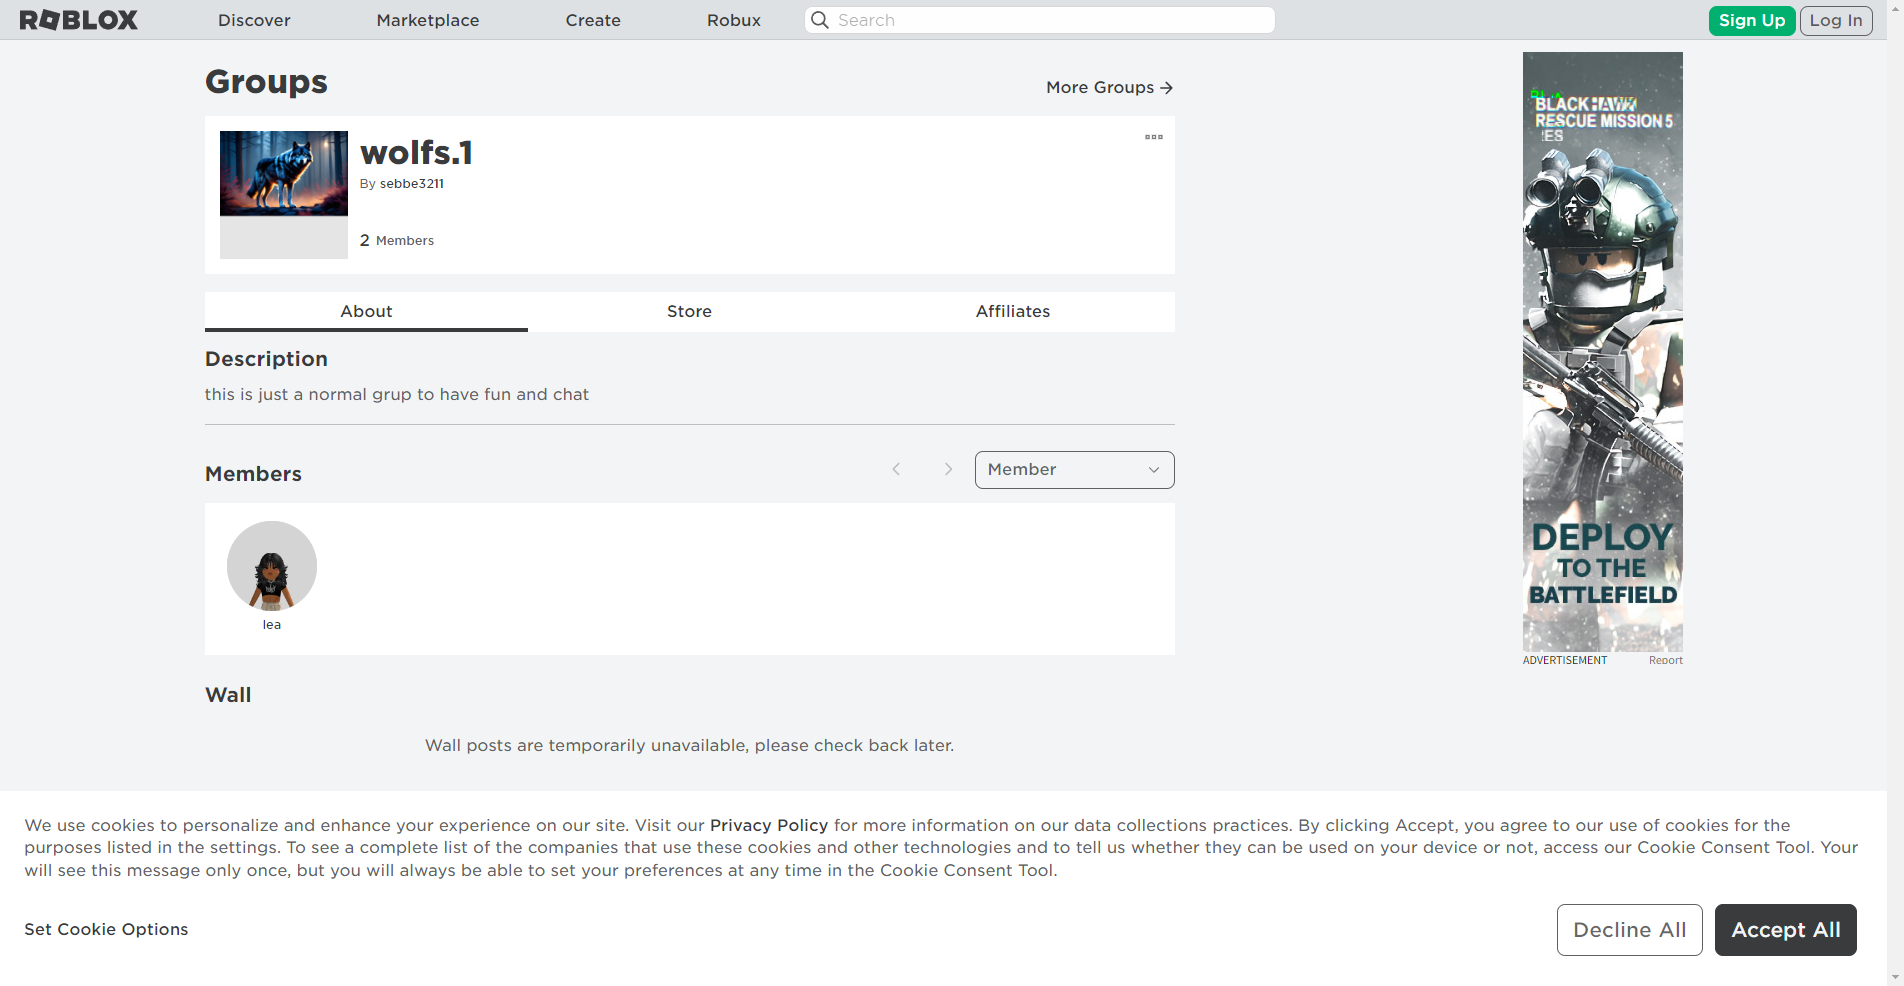 ROBLOX
Discover
Marketplace
Create
Robux
Search
Sign Up
Log In
Groups
More Groups
wolfs.1
By sebbe3211
2 Members
About
Store
Affiliates
Description
this is just a normal grup to have fun and chat
Members
Member
lea
Wall
Wall posts are temporarily unavailable, please check back later.
BLACK HAWK
RESCUE MISSION 5
DEPLOY
TO THE
BATTLEFIELD
ADVERTISEMENT
Report
We use cookies to personalize and enhance your experience on our site. Visit our Privacy Policy for more information on our data collections practices. By clicking Accept, you agree to our use of cookies for the
purposes listed in the settings. To see a complete list of the companies that use these cookies and other technologies and to tell us whether they can be used on your device or not, access our Cookie Consent Tool. Your
will see this message only once, but you will always be able to set your preferences at any time in the Cookie Consent Tool.
Set Cookie Options
Decline All
Accept All